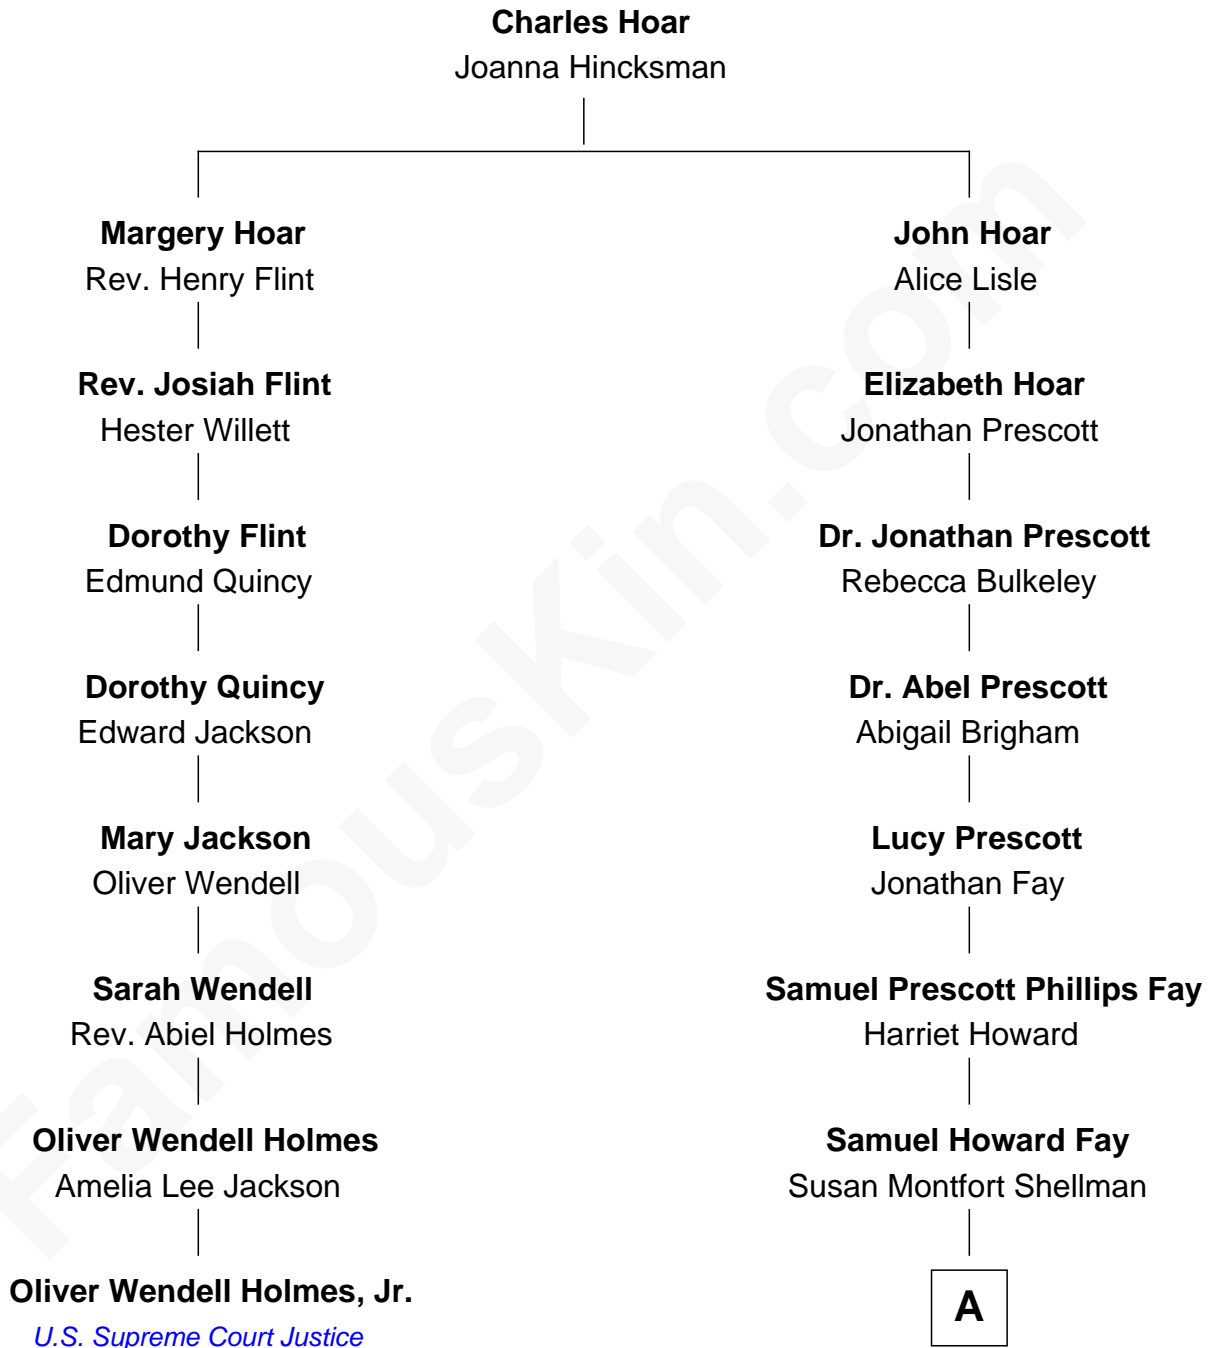 Charles Hoar
Joanna Hincksman
Margery Hoar
Rev. Henry Flint
John Hoar
Alice Lisle
Rev. Josiah Flint
Hester Willett
Elizabeth Hoar
Jonathan Prescott
Dorothy Flint
Edmund Quincy
Dr. Jonathan Prescott
Rebecca Bulkeley
Dorothy Quincy
Edward Jackson
Dr. Abel Prescott
Abigail Brigham
Mary Jackson
Oliver Wendell
Lucy Prescott
Jonathan Fay
Sarah Wendell
Rev. Abiel Holmes
Samuel Prescott Phillips Fay
Harriet Howard
Oliver Wendell Holmes
Amelia Lee Jackson
Samuel Howard Fay
Susan Montfort Shellman
Oliver Wendell Holmes, Jr.
U.S. Supreme Court Justice
A
FamousKin.com